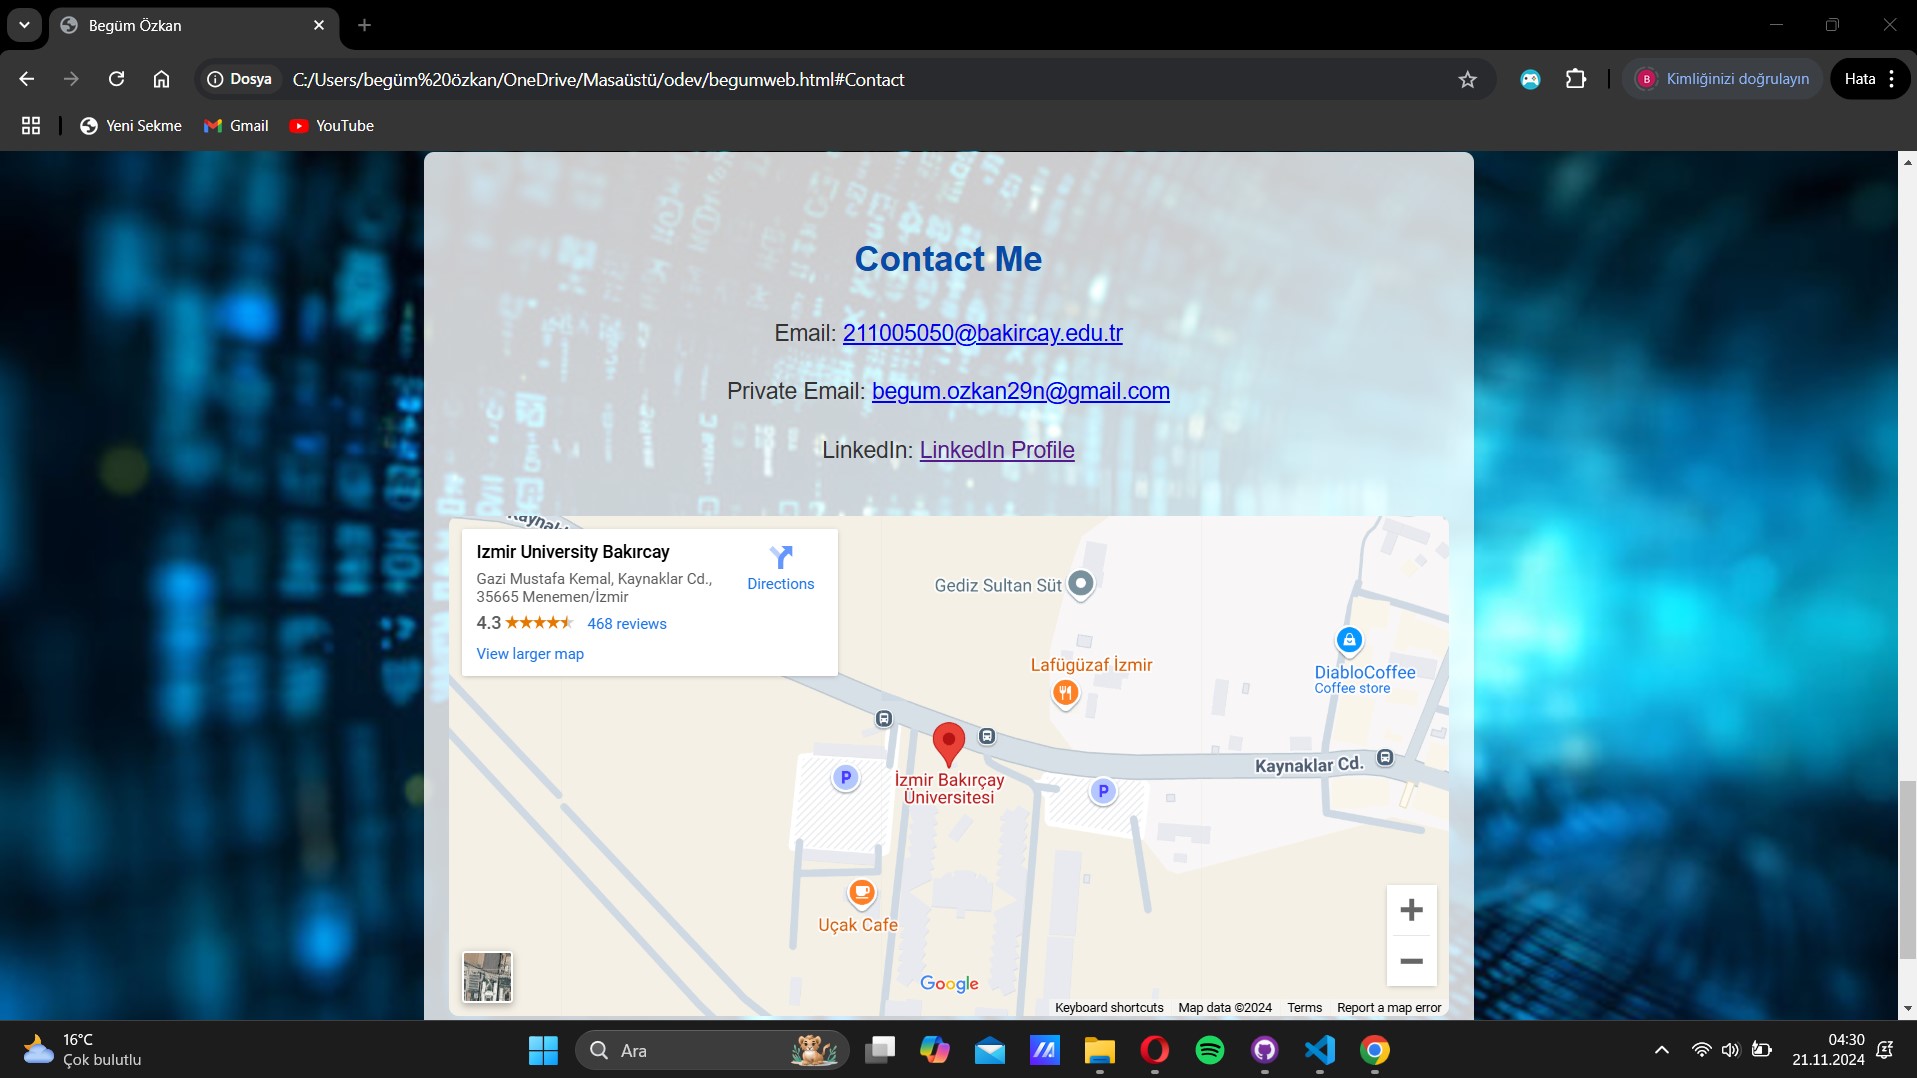 Begüm Özkan
Dosya
C:/Users/begüm%20özkan/OneDrive/Masaüstü/odev/begumweb.html#Contact
B
Kimliğinizi doğrulayın
Hata
Yeni Sekme
Gmail
YouTube
Contact Me
Email: 211005050@bakircay.edu.tr
Private Email: begum.ozkan29n@gmail.com
LinkedIn: LinkedIn Profile
Izmir University Bakırcay
Gazi Mustafa Kemal, Kaynaklar Cd.,
35665 Menemen/İzmir
4.3
468 reviews
View larger map
Directions
Gediz Sultan Süt
Lafügüzaf İzmir
DiabloCoffee
Coffee store
Kaynaklar Cd.
P
İzmir Bakırçay
Üniversitesi
P
Uçak Cafe
Google
Keyboard shortcuts
Map data ©2024
Terms
Report a map error
16°C
Çok bulutlu
Ara
04:30
21.11.2024